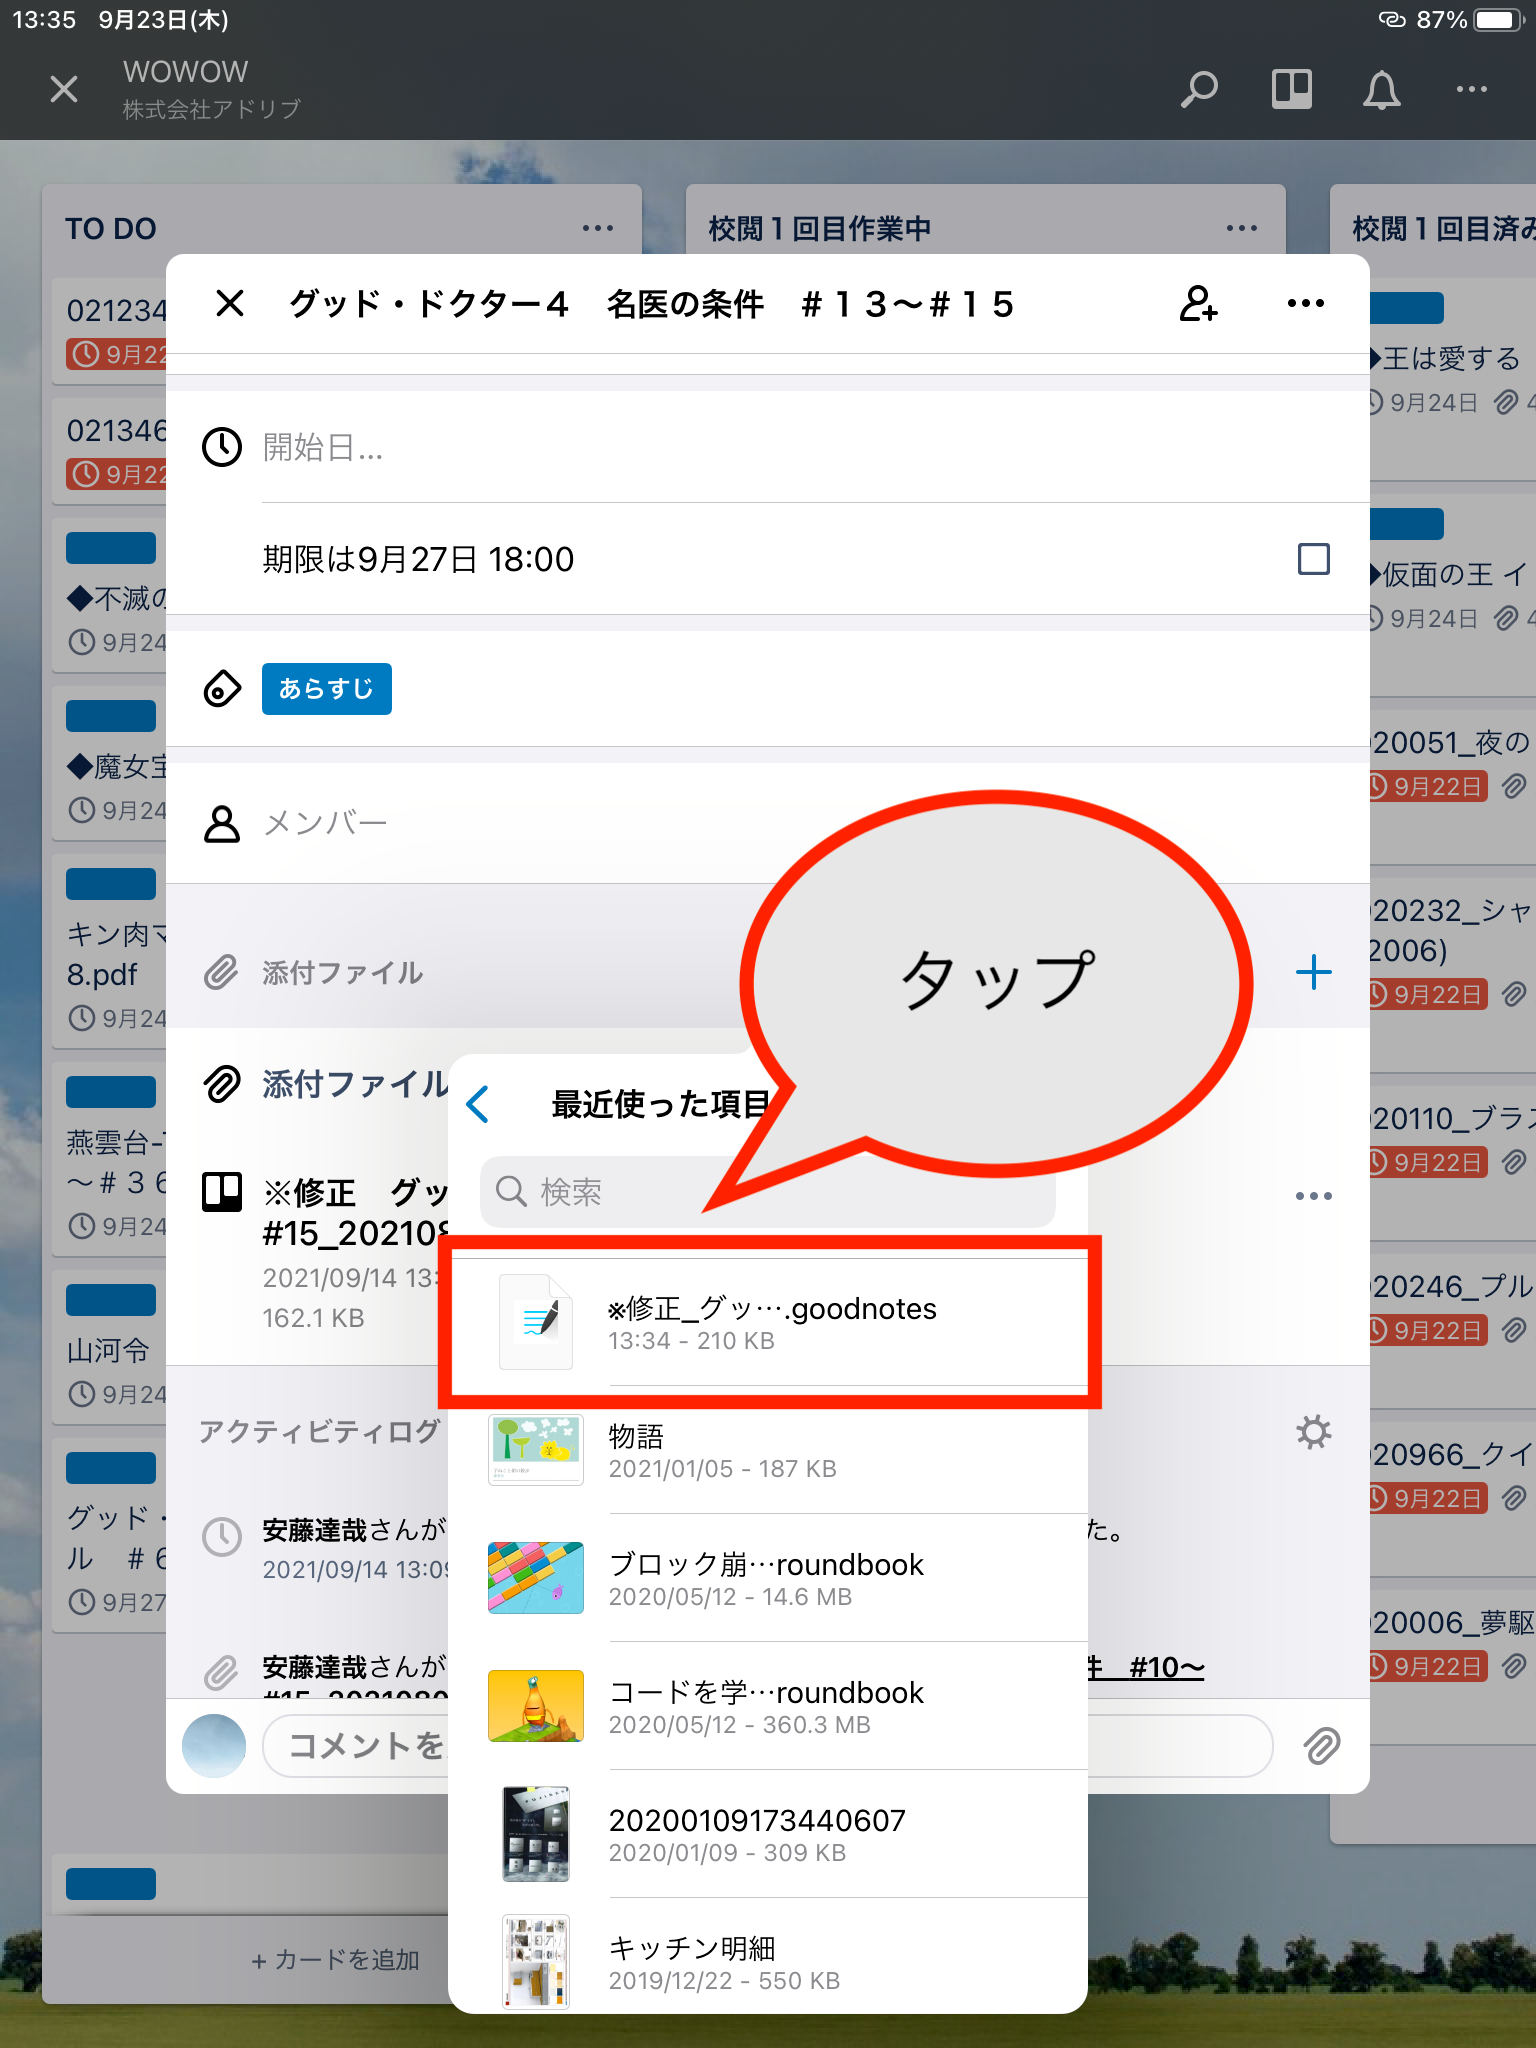 13:35 9月23日(木)
87%
WOWOW
株式会社アドリブ
TO DO
校閲１回目作業中
校閲１回目済み
021234
9月22
021346
9月22
◆不滅の
9月24
◆魔女宝
9月24
キン肉マ
8.pdf
9月24
燕雲台-T
～＃３６
9月24
山河令
9月24
グッド・
ル　＃６
9月27
+ カードを追加
グッド・ドクター４　名医の条件　＃１３～＃１５
開始日...
期限は9月27日 18:00
あらすじ
メンバー
添付ファイル
添付ファイル
※修正　グッ
#15_202108
2021/09/14 13:
162.1 KB
アクティビティログ
安藤達哉さんが
た。
2021/09/14 13:09
安藤達哉さんが
件　#10～
#15_2021080
コメントを
タップ
最近使った項目
検索
※修正_グッ….goodnotes
13:34 - 210 KB
物語
2021/01/05 - 187 KB
ブロック崩…roundbook
2020/05/12 - 14.6 MB
コードを学…roundbook
2020/05/12 - 360.3 MB
20200109173440607
2020/01/09 - 309 KB
キッチン明細
2019/12/22 - 550 KB
◆王は愛する
9月24日 4
◆仮面の王 イ
9月24日 4
020051_夜の
9月22日
020232_シャ
2006)
9月22日
020110_ブラス
9月22日
020246_プル
9月22日
020966_クイ
9月22日
020006_夢駆
9月22日